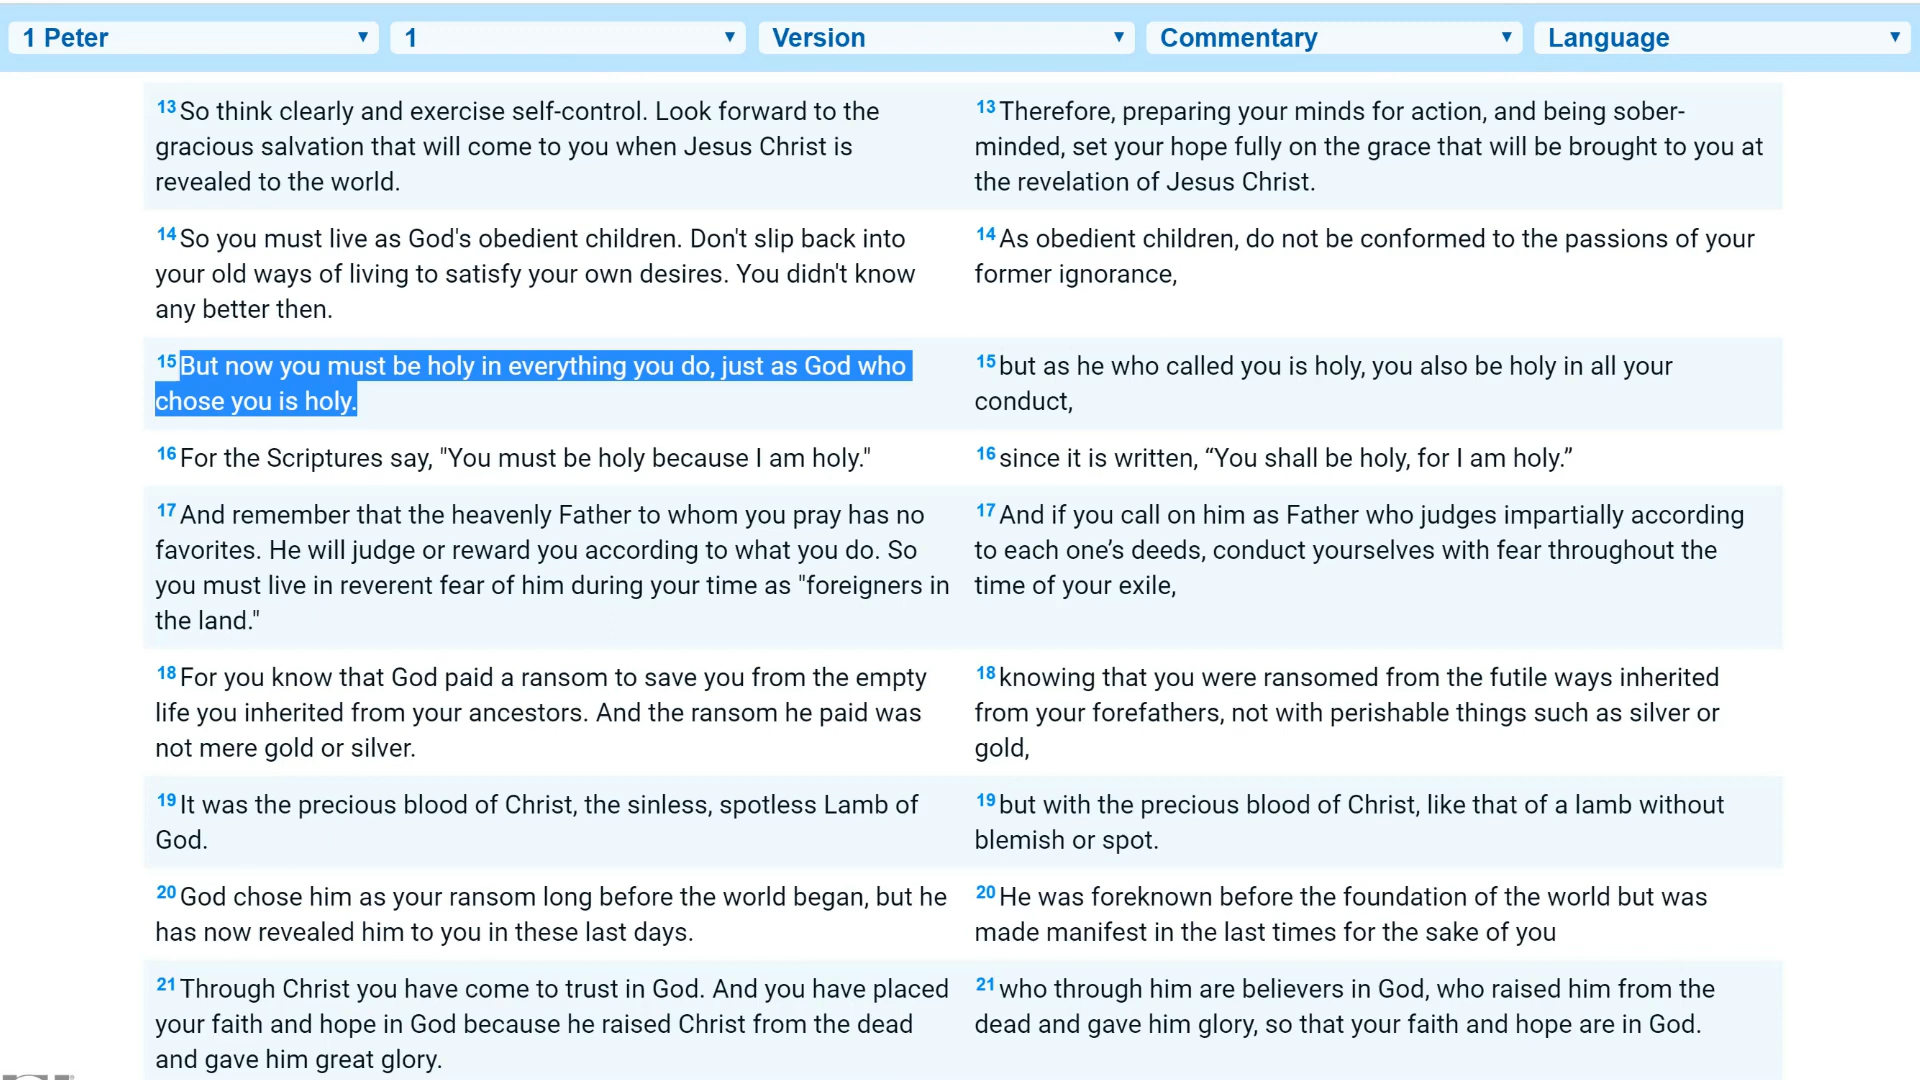 1 Peter ▼ 1 ▼ Version ▼ Commentary ▼ Language ▼
13 So think clearly and exercise self-control. Look forward to the
gracious salvation that will come to you when Jesus Christ is
revealed to the world.
13 Therefore, preparing your minds for action, and being sober-
minded, set your hope fully on the grace that will be brought to you at
the revelation of Jesus Christ.
14 So you must live as God's obedient children. Don't slip back into
your old ways of living to satisfy your own desires. You didn't know
any better then.
14 As obedient children, do not be conformed to the passions of your
former ignorance,
15 But now you must be holy in everything you do, just as God who
chose you is holy.
15 but as he who called you is holy, you also be holy in all your
conduct,
16 For the Scriptures say, "You must be holy because I am holy."
16 since it is written, “You shall be holy, for I am holy.”
17 And remember that the heavenly Father to whom you pray has no
favorites. He will judge or reward you according to what you do. So
you must live in reverent fear of him during your time as "foreigners in
the land."
17 And if you call on him as Father who judges impartially according
to each one’s deeds, conduct yourselves with fear throughout the
time of your exile,
18 For you know that God paid a ransom to save you from the empty
life you inherited from your ancestors. And the ransom he paid was
not mere gold or silver.
18 knowing that you were ransomed from the futile ways inherited
from your forefathers, not with perishable things such as silver or
gold,
19 It was the precious blood of Christ, the sinless, spotless Lamb of
God.
19 but with the precious blood of Christ, like that of a lamb without
blemish or spot.
20 God chose him as your ransom long before the world began, but he
has now revealed him to you in these last days.
20 He was foreknown before the foundation of the world but was
made manifest in the last times for the sake of you
21 Through Christ you have come to trust in God. And you have placed
your faith and hope in God because he raised Christ from the dead
and gave him great glory.
21 who through him are believers in God, who raised him from the
dead and gave him glory, so that your faith and hope are in God.